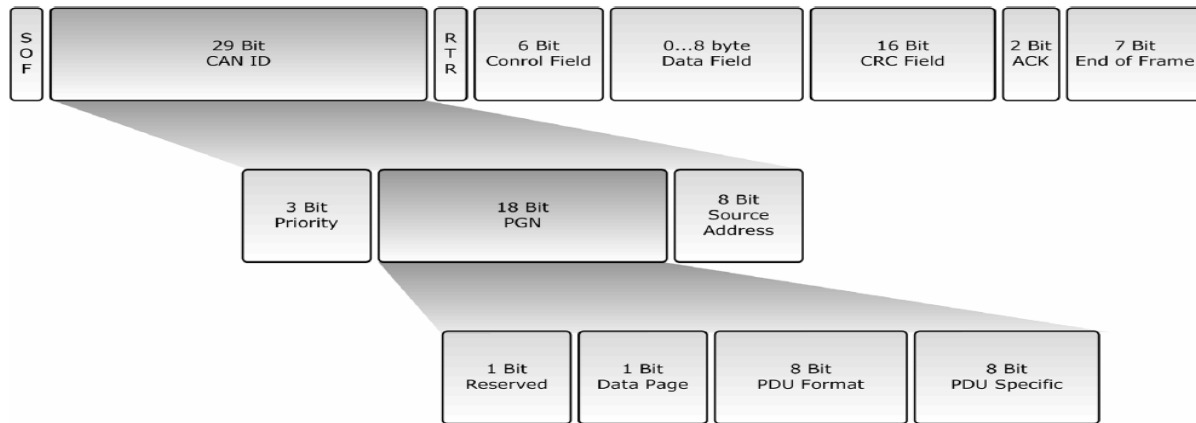 S
O
F
29 Bit
CAN ID
R
T
R
6 Bit
Conrol Field
0...8 byte
Data Field
16 Bit
CRC Field
2 Bit
ACK
7 Bit
End of Frame
3 Bit
Priority
18 Bit
PGN
8 Bit
Source
Address
1 Bit
Reserved
1 Bit
Data Page
8 Bit
PDU Format
8 Bit
PDU Specific